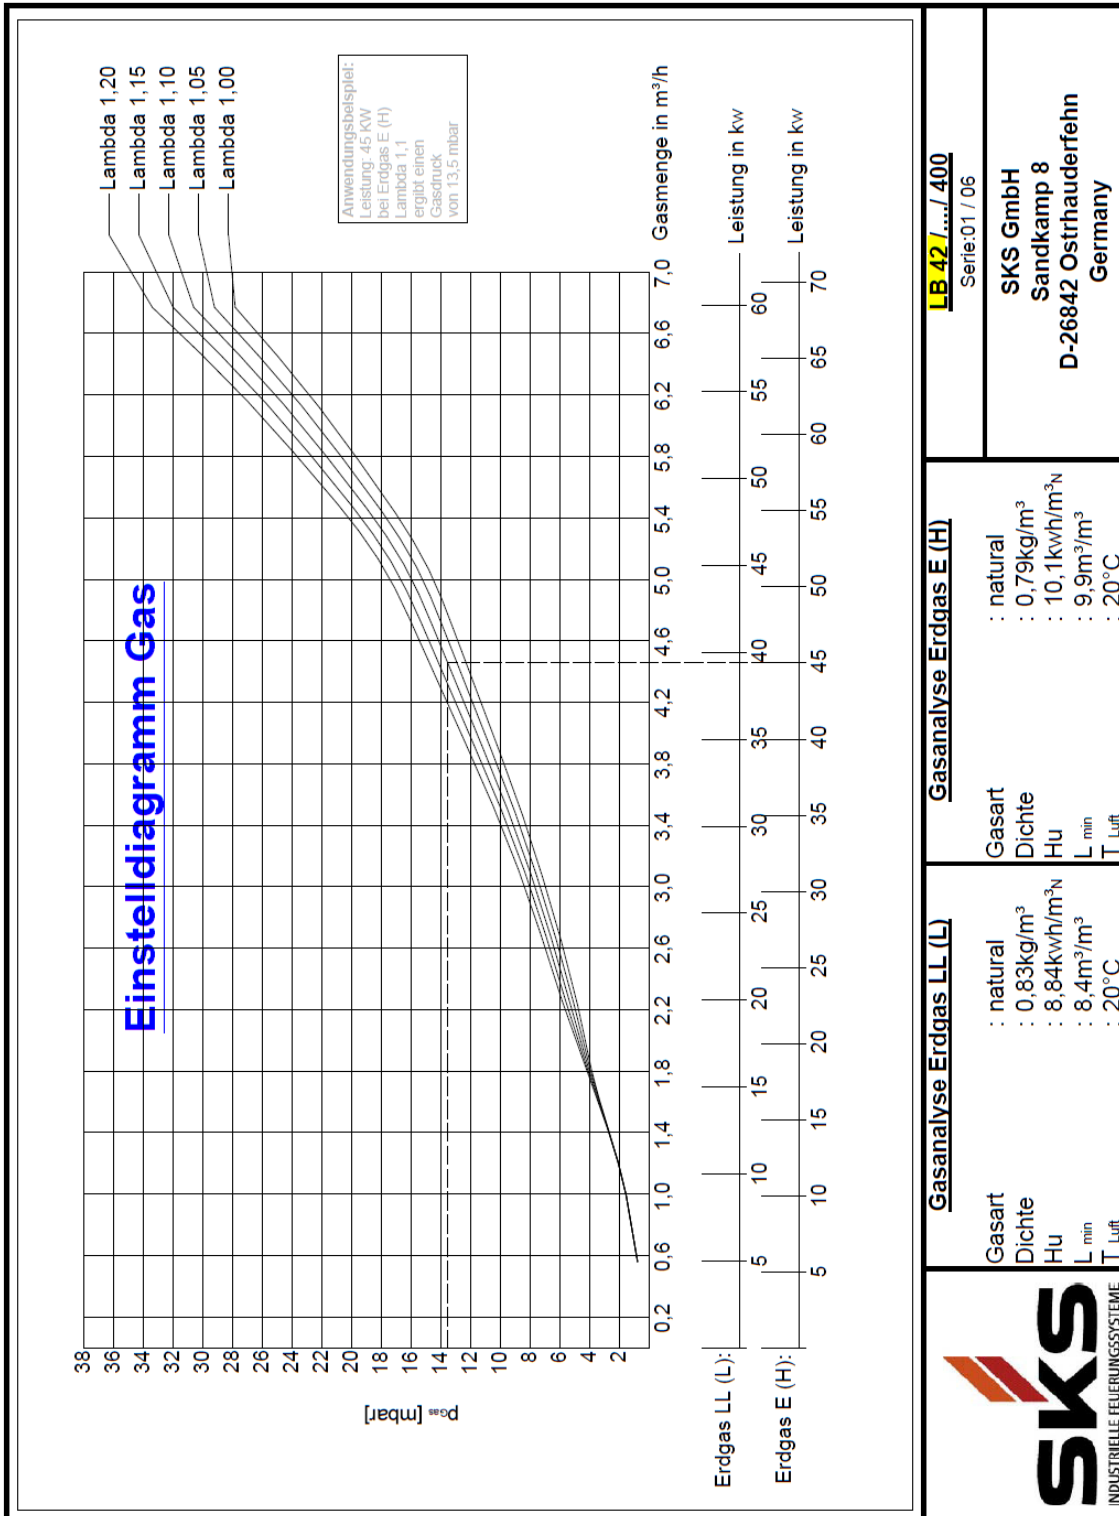 Einstelldiagramm Gas
Lambda 1,20
Lambda 1,15
Lambda 1,10
Lambda 1,05
Lambda 1,00
Anwendungsbeispiel:
Leistung: 45 KW
bei Erdgas E (H)
Lambda 1,1
ergibt einen
Gasdruck
von 13,5 mbar
pGas [mbar]
38
36
34
32
30
28
26
24
22
20
18
16
14
12
10
8
6
4
2
0,2 0,6 1,0 1,4 1,8 2,2 2,6 3,0 3,4 3,8 4,2 4,6 5,0 5,4 5,8 6,2 6,6 7,0 Gasmenge in m³/h
Erdgas LL (L): 5 10 15 20 25 30 35 40 45 50 55 60 Leistung in kw
Erdgas E (H): 5 10 15 20 25 30 35 40 45 50 55 60 65 70 Leistung in kw
SKS
INDUSTRIELLE FEUERUNGSSYSTEME
Gasanalyse Erdgas LL (L)
Gasart : natural
Dichte : 0,83kg/m³
Hu : 8,84kwh/m³N
L min : 8,4m³/m³
T Luft : 20°C
Gasanalyse Erdgas E (H)
Gasart : natural
Dichte : 0,79kg/m³
Hu : 10,1kwh/m³N
L min : 9,9m³/m³
T Luft : 20°C
LB 42 /..../ 400
Serie:01 / 06
SKS GmbH
Sandkamp 8
D-26842 Ostrhauderfehn
Germany